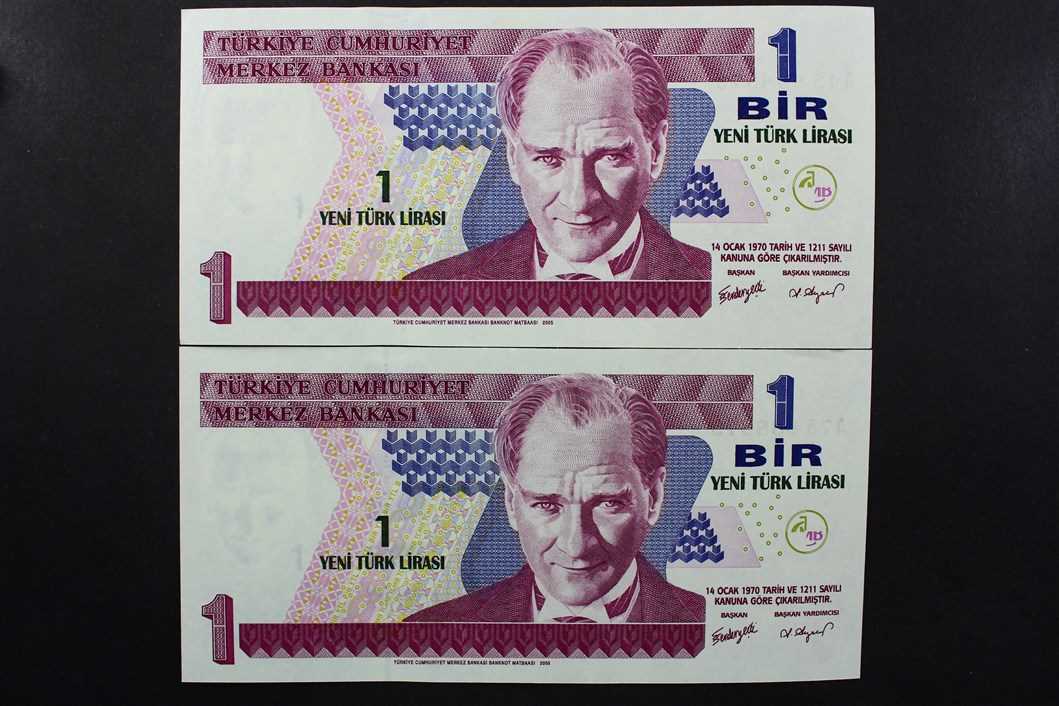 TÜRKİYE CUMHURİYET
MERKEZ BANKASI
1
BİR
YENİ TÜRK LİRASI
1
YENİ TÜRK LİRASI
14 OCAK 1970 TARİH VE 1211 SAYILI
KANUNA GÖRE ÇIKARILMIŞTIR.
BAŞKAN BAŞKAN YARDIMCISI
1
TÜRKİYE CUMHURİYET MERKEZ BANKASI BANKNOT MATBAASI 2005
TÜRKİYE CUMHURİYET
MERKEZ BANKASI
1
BİR
YENİ TÜRK LİRASI
1
YENİ TÜRK LİRASI
14 OCAK 1970 TARİH VE 1211 SAYILI
KANUNA GÖRE ÇIKARILMIŞTIR.
BAŞKAN BAŞKAN YARDIMCISI
1
TÜRKİYE CUMHURİYET MERKEZ BANKASI BANKNOT MATBAASI 2005